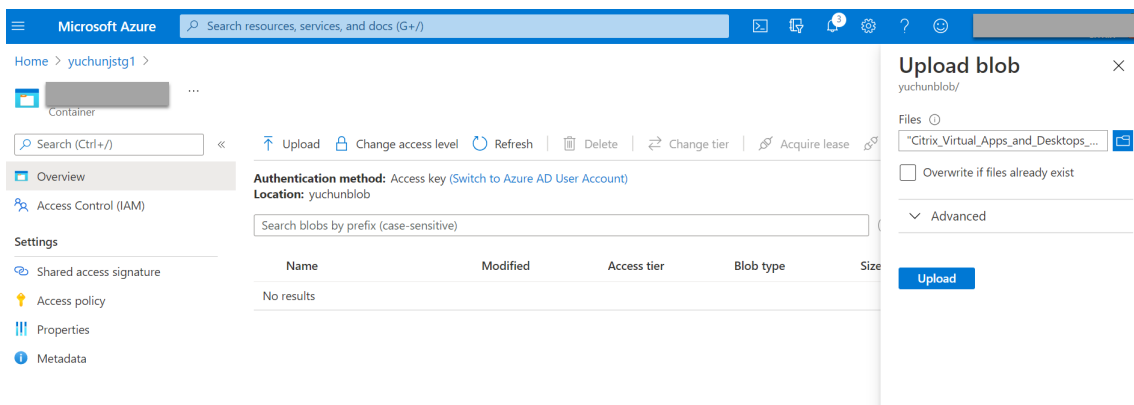 Microsoft Azure
Search resources, services, and docs (G+/)
3
Home > yuchunjstg1 >
...
Container
Search (Ctrl+/)
«
Overview
Access Control (IAM)
Settings
Shared access signature
Access policy
Properties
Metadata
Upload Change access level Refresh Delete Change tier Acquire lease
Authentication method: Access key (Switch to Azure AD User Account)
Location: yuchunblob
Search blobs by prefix (case-sensitive)
Name Modified Access tier Blob type Size
No results
Upload blob
yuchunblob/
Files
"Citrix_Virtual_Apps_and_Desktops_...
Overwrite if files already exist
Advanced
Upload